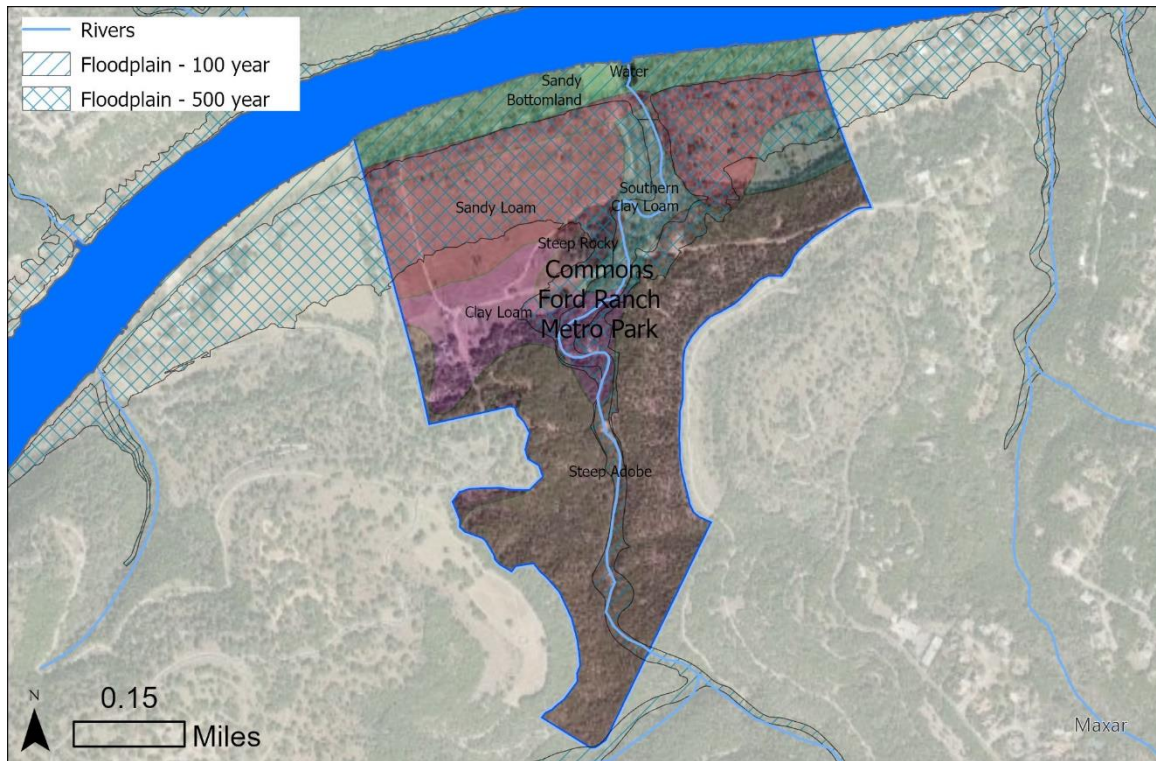 Rivers
Floodplain - 100 year
Floodplain - 500 year
Water
Sandy
Bottomland
Southern
Clay Loam
Sandy Loam
Steep Rocky
Commons
Ford Ranch
Metro Park
Clay Loam
Steep Adobe
N
0.15
Miles
Maxar